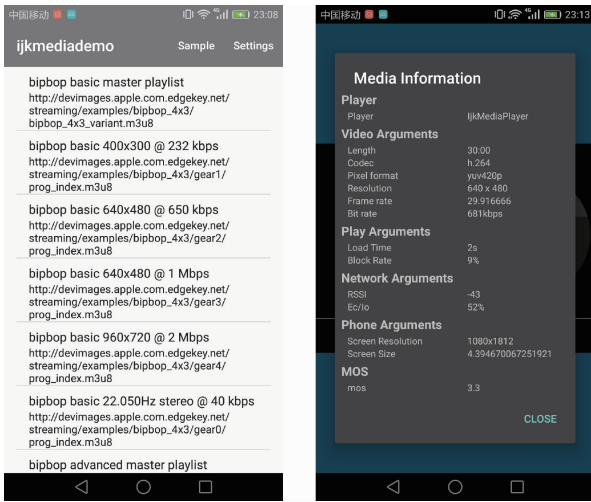 中国移动
4G
23:08
ijkmediademo
Sample
Settings
bipbop basic master playlist
http://devimages.apple.com.edgekey.net/
streaming/examples/bipbop_4x3/
bipbop_4x3_variant.m3u8
bipbop basic 400x300 @ 232 kbps
http://devimages.apple.com.edgekey.net/
streaming/examples/bipbop_4x3/gear1/
prog_index.m3u8
bipbop basic 640x480 @ 650 kbps
http://devimages.apple.com.edgekey.net/
streaming/examples/bipbop_4x3/gear2/
prog_index.m3u8
bipbop basic 640x480 @ 1 Mbps
http://devimages.apple.com.edgekey.net/
streaming/examples/bipbop_4x3/gear3/
prog_index.m3u8
bipbop basic 960x720 @ 2 Mbps
http://devimages.apple.com.edgekey.net/
streaming/examples/bipbop_4x3/gear4/
prog_index.m3u8
bipbop basic 22.050Hz stereo @ 40 kbps
http://devimages.apple.com.edgekey.net/
streaming/examples/bipbop_4x3/gear0/
prog_index.m3u8
bipbop advanced master playlist
中国移动
4G
23:13
Media Information
Player
Player IjkMediaPlayer
Video Arguments
Length 30:00
Codec h.264
Pixel format yuv420p
Resolution 640 x 480
Frame rate 29.916666
Bit rate 681kbps
Play Arguments
Load Time 2s
Block Rate 9%
Network Arguments
RSSI -43
Ec/Io 52%
Phone Arguments
Screen Resolution 1080x1812
Screen Size 4.394670067251921
MOS
mos 3.3
CLOSE